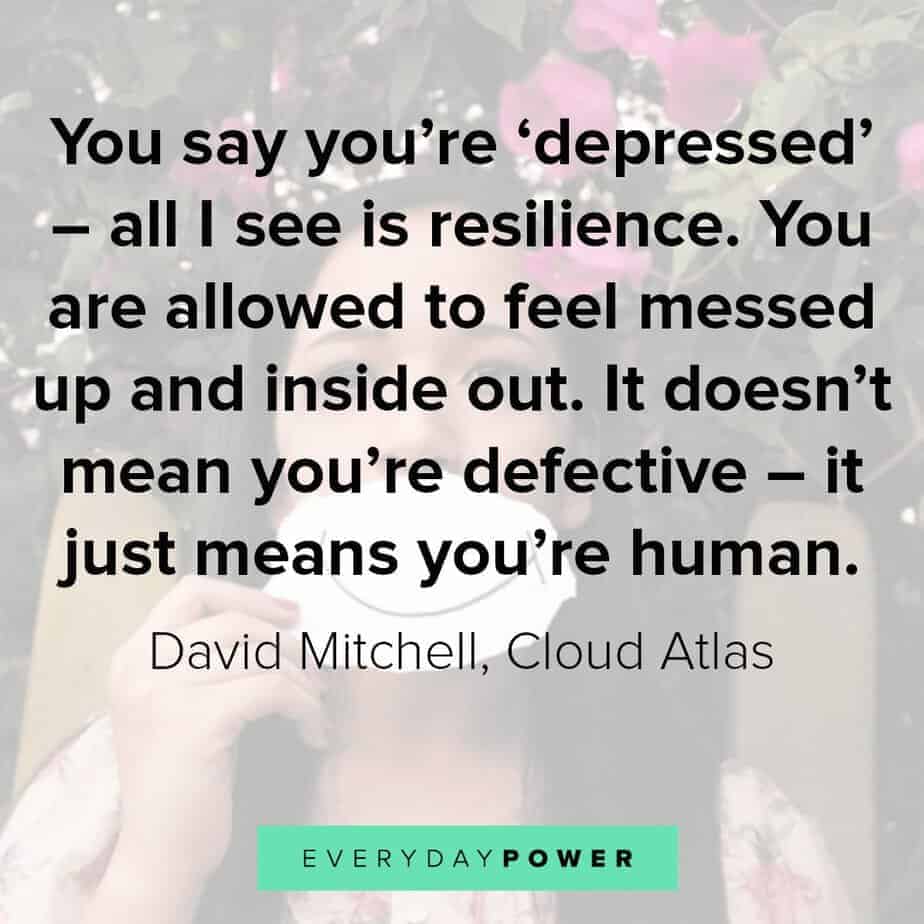 You say you’re ‘depressed’
– all I see is resilience. You
are allowed to feel messed
up and inside out. It doesn’t
mean you’re defective – it
just means you’re human.
David Mitchell, Cloud Atlas
EVERYDAYPOWER